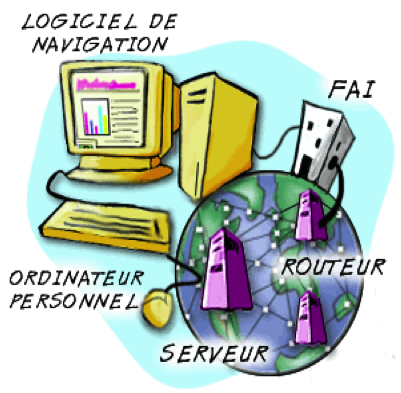 LOGICIEL DE
NAVIGATION
FAI
ROUTEUR
ORDINATEUR
PERSONNEL
SERVEUR